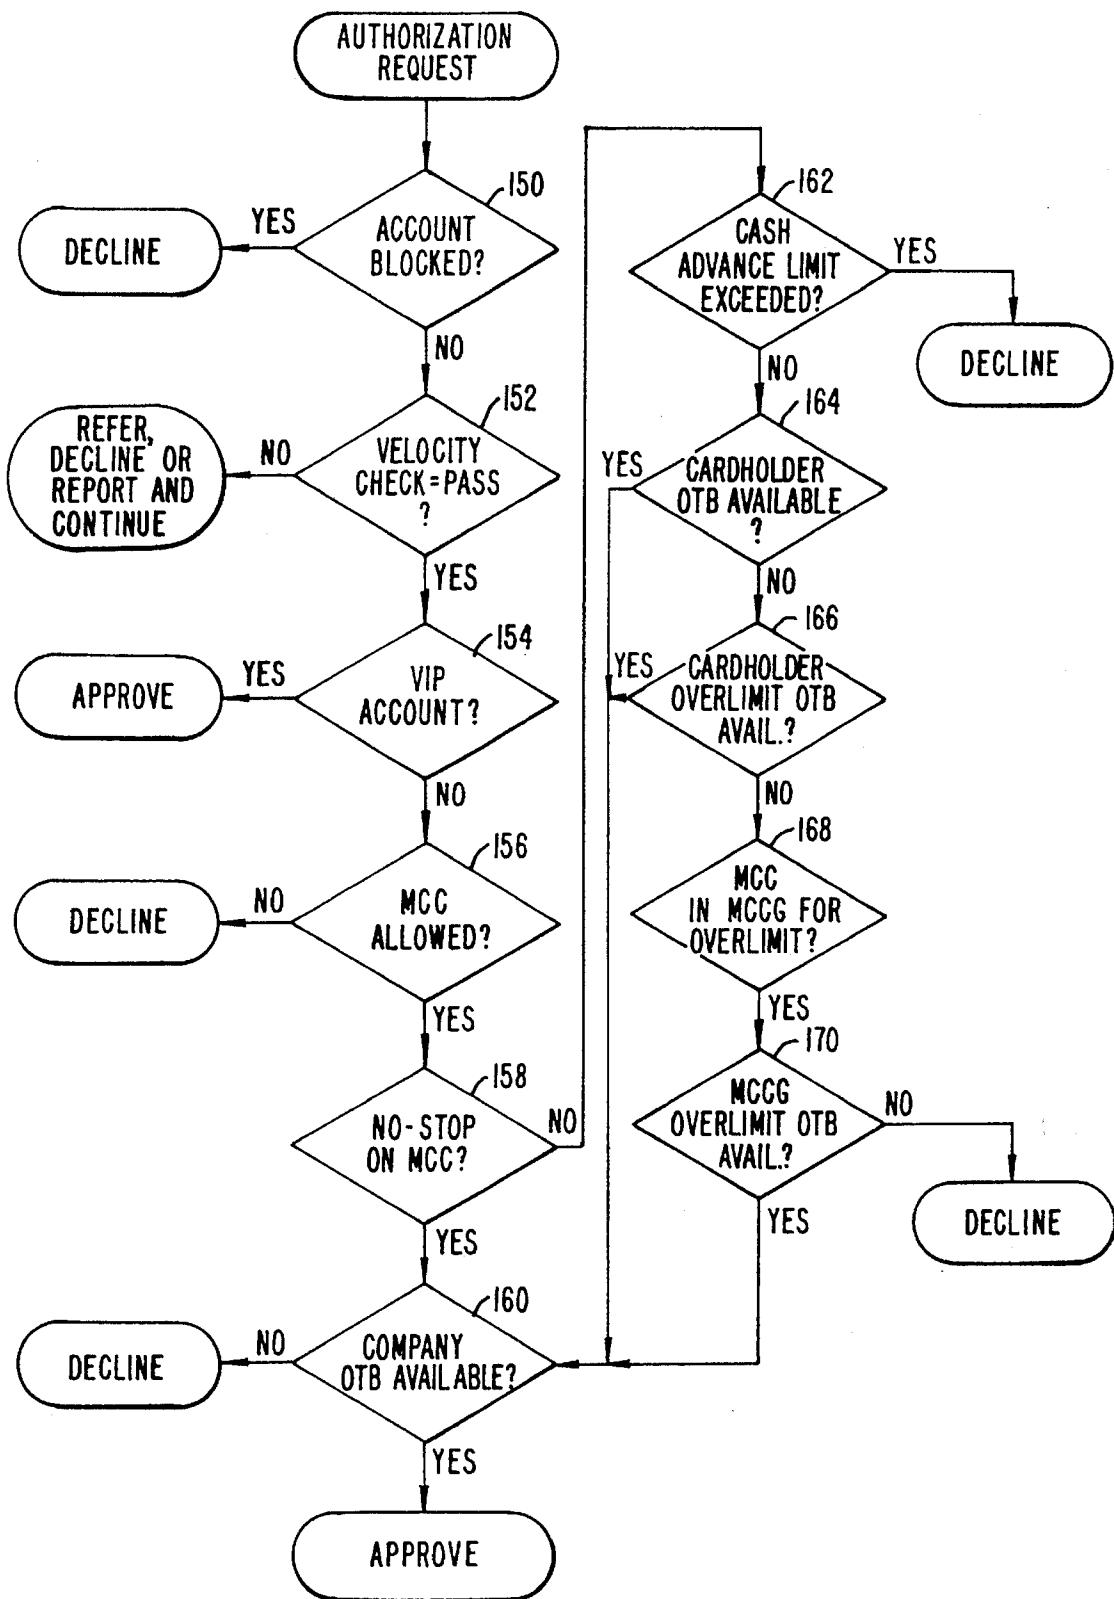 AUTHORIZATION
REQUEST
150
ACCOUNT
BLOCKED?
YES
DECLINE
NO
152
VELOCITY
CHECK=PASS
?
NO
REFER,
DECLINE OR
REPORT AND
CONTINUE
YES
154
VIP
ACCOUNT?
YES
APPROVE
NO
156
MCC
ALLOWED?
NO
DECLINE
YES
158
NO-STOP
ON MCC?
NO
YES
160
COMPANY
OTB AVAILABLE?
NO
DECLINE
YES
APPROVE
162
CASH
ADVANCE LIMIT
EXCEEDED?
YES
DECLINE
NO
164
CARDHOLDER
OTB AVAILABLE
?
YES
NO
166
CARDHOLDER
OVERLIMIT OTB
AVAIL.?
YES
NO
168
MCC
IN MCCG FOR
OVERLIMIT?
YES
170
MCCG
OVERLIMIT OTB
AVAIL.?
NO
DECLINE
YES